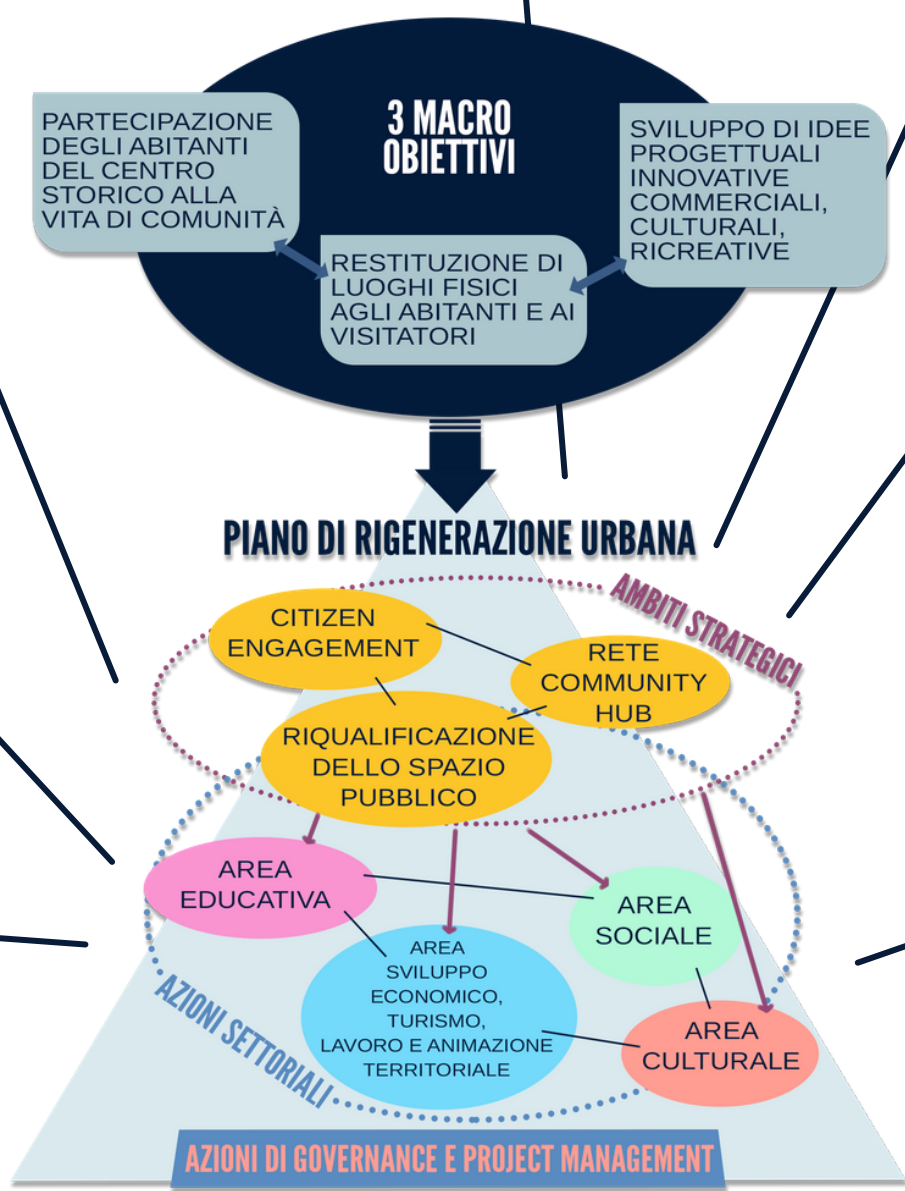 3 MACRO
OBIETTIVI
PARTECIPAZIONE
DEGLI ABITANTI
DEL CENTRO
STORICO ALLA
VITA DI COMUNITÀ
RESTITUZIONE DI
LUOGHI FISICI
AGLI ABITANTI E AI
VISITATORI
SVILUPPO DI IDEE
PROGETTUALI
INNOVATIVE
COMMERCIALI,
CULTURALI,
RICREATIVE
PIANO DI RIGENERAZIONE URBANA
AMBITI STRATEGICI
CITIZEN
ENGAGEMENT
RETE
COMMUNITY
HUB
RIQUALIFICAZIONE
DELLO SPAZIO
PUBBLICO
AREA
EDUCATIVA
AREA
SOCIALE
AREA
SVILUPPO
ECONOMICO,
TURISMO,
LAVORO E ANIMAZIONE
TERRITORIALE
AREA
CULTURALE
AZIONI SETTORIALI
AZIONI DI GOVERNANCE E PROJECT MANAGEMENT